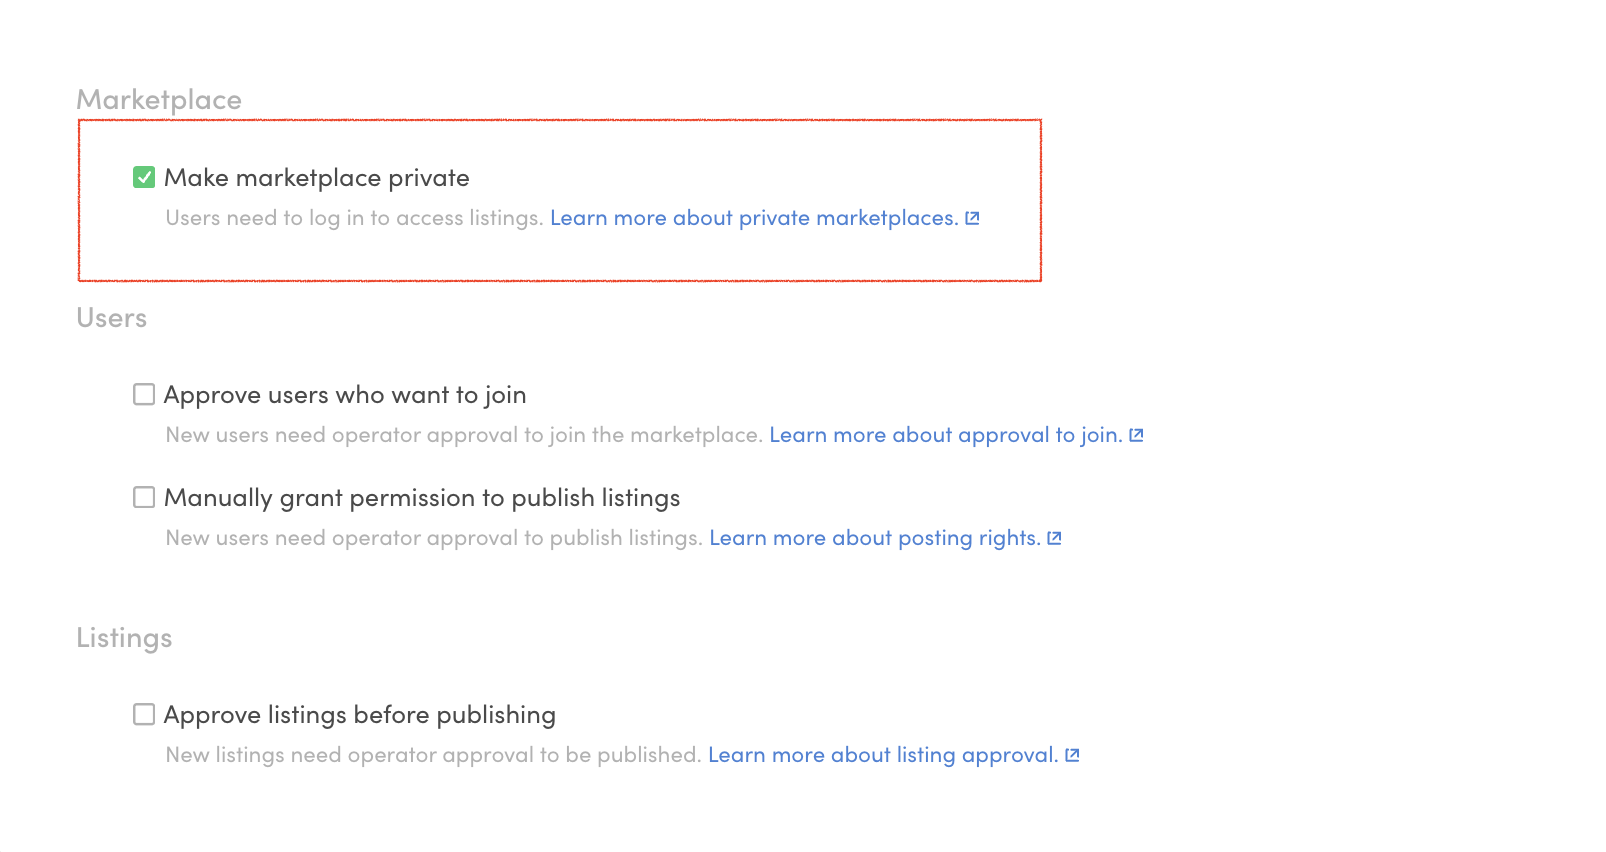 Marketplace
Make marketplace private
Users need to log in to access listings. Learn more about private marketplaces.
Users
Approve users who want to join
New users need operator approval to join the marketplace. Learn more about approval to join.
Manually grant permission to publish listings
New users need operator approval to publish listings. Learn more about posting rights.
Listings
Approve listings before publishing
New listings need operator approval to be published. Learn more about listing approval.